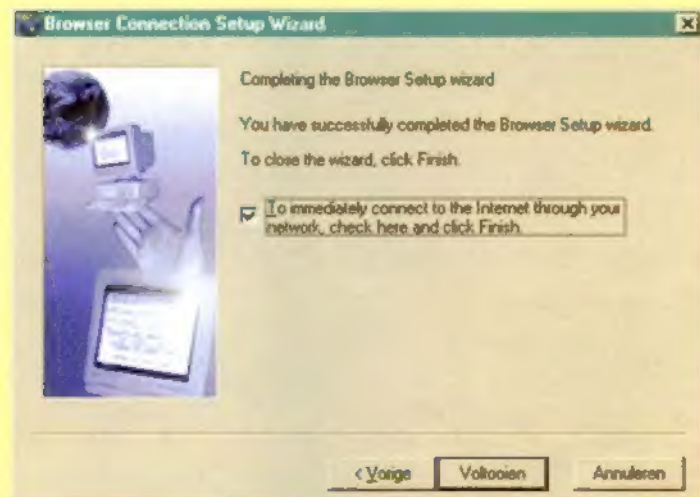 Browser Connection Setup Wizard
Completing the Browser Setup wizard
You have successfully completed the Browser Setup wizard.
To close the wizard, click Finish.
To immediately connect to the Internet through your
network, check here and click Finish.
< Vorige
Voltooien
Annuleren